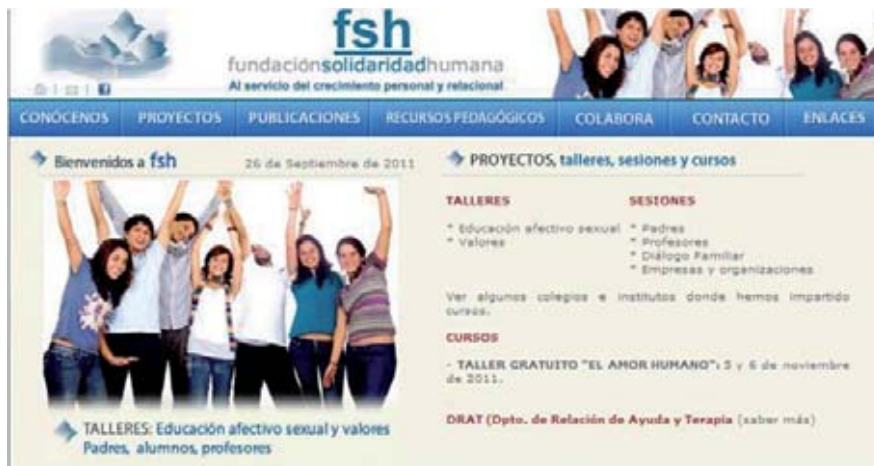 fsh
fundaciónsolidaridadhumana
Al servicio del crecimiento personal y relacional
CONÓCENOS PROYECTOS PUBLICACIONES RECURSOS PEDAGÓGICOS COLABORA CONTACTO ENLACES
Bienvenidos a fsh 26 de Septiembre de 2011
TALLERES: Educación afectivo sexual y valores
Padres, alumnos, profesores
PROYECTOS, talleres, sesiones y cursos
TALLERES SESIONES
* Educación afectivo sexual * Padres
* Valores * Profesores
* Diálogo Familiar
* Empresas y organizaciones
Ver algunos colegios e institutos donde hemos impartido
cursos.
CURSOS
- TALLER GRATUITO "EL AMOR HUMANO": 5 y 6 de noviembre
de 2011.
DRAT (Dpto. de Relación de Ayuda y Terapia (saber más)